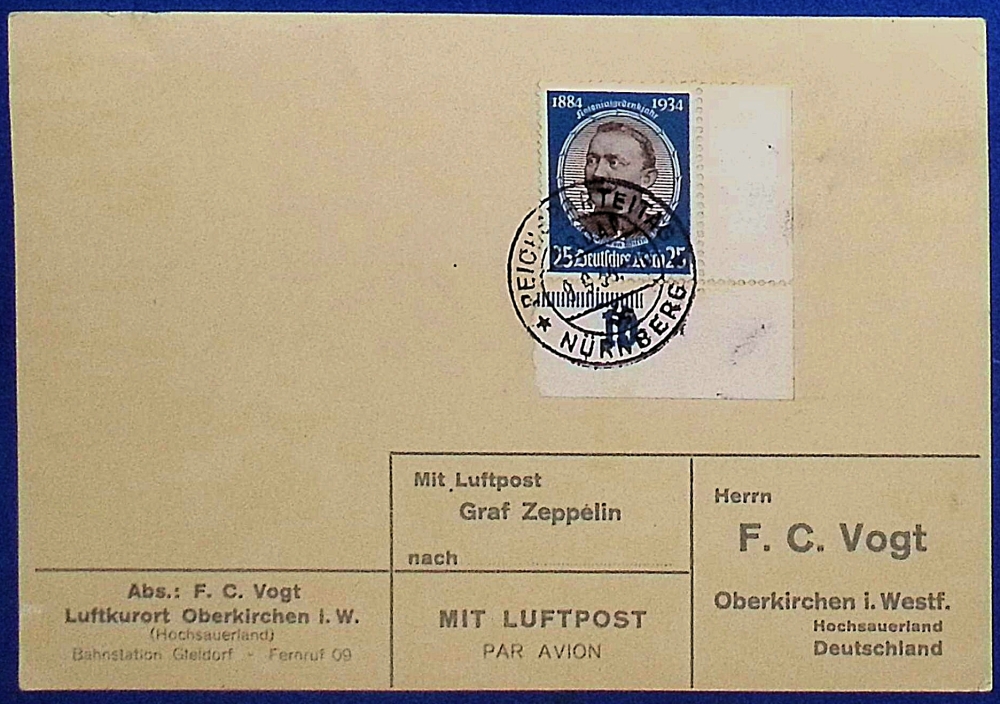 1884 1934
Kolonialgedenkjahr
25 Deutsches Reich 25
NÜRNBERG
Mit Luftpost
Graf Zeppelin
nach
Herrn
F. C. Vogt
Oberkirchen i. Westf.
Hochsauerland
Deutschland
Abs.: F. C. Vogt
Luftkurort Oberkirchen i. W.
(Hochsauerland)
Bahnstation Gleidorf - Fernruf 09
MIT LUFTPOST
PAR AVION